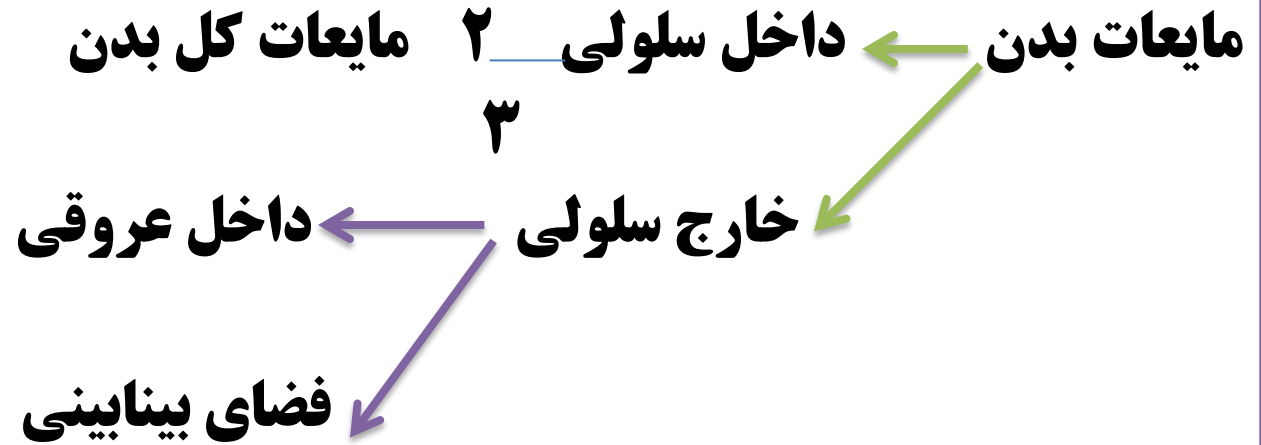 مایعات بدن داخل سلولی ۲ مایعات کل بدن
۳
خارج سلولی داخل عروقی
فضای بینابینی